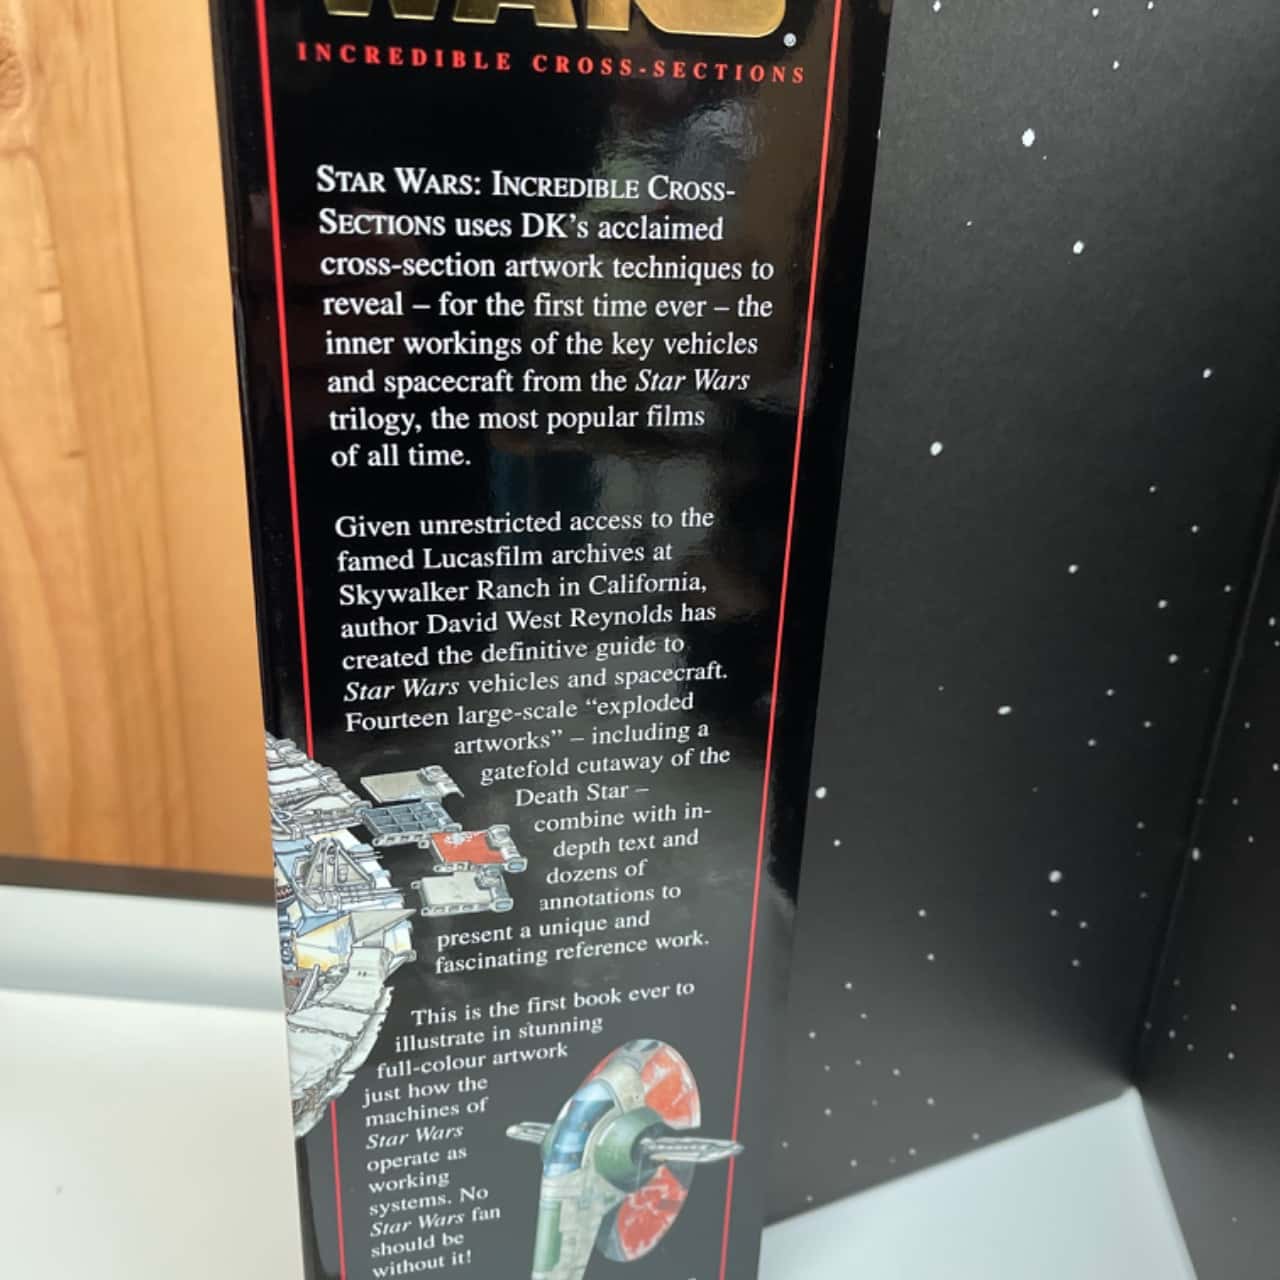 WARS®
INCREDIBLE CROSS-SECTIONS
STAR WARS: INCREDIBLE CROSS-
SECTIONS uses DK's acclaimed
cross-section artwork techniques to
reveal – for the first time ever – the
inner workings of the key vehicles
and spacecraft from the Star Wars
trilogy, the most popular films
of all time.
Given unrestricted access to the
famed Lucasfilm archives at
Skywalker Ranch in California,
author David West Reynolds has
created the definitive guide to
Star Wars vehicles and spacecraft.
Fourteen large-scale “exploded
artworks” – including a
gatefold cutaway of the
Death Star –
combine with in-
depth text and
dozens of
annotations to
present a unique and
fascinating reference work.
This is the first book ever to
illustrate in stunning
full-colour artwork
just how the
machines of
Star Wars
operate as
working
systems. No
Star Wars fan
should be
without it!